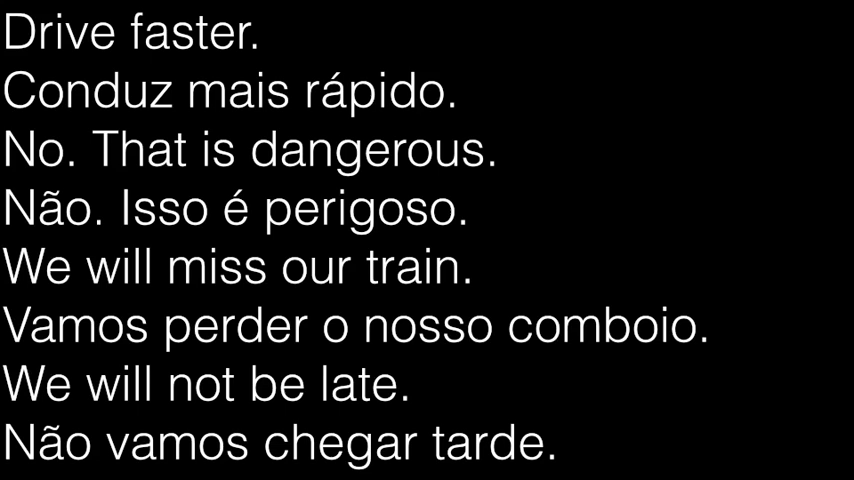 Drive faster.
Conduz mais rápido.
No. That is dangerous.
Não. Isso é perigoso.
We will miss our train.
Vamos perder o nosso comboio.
We will not be late.
Não vamos chegar tarde.